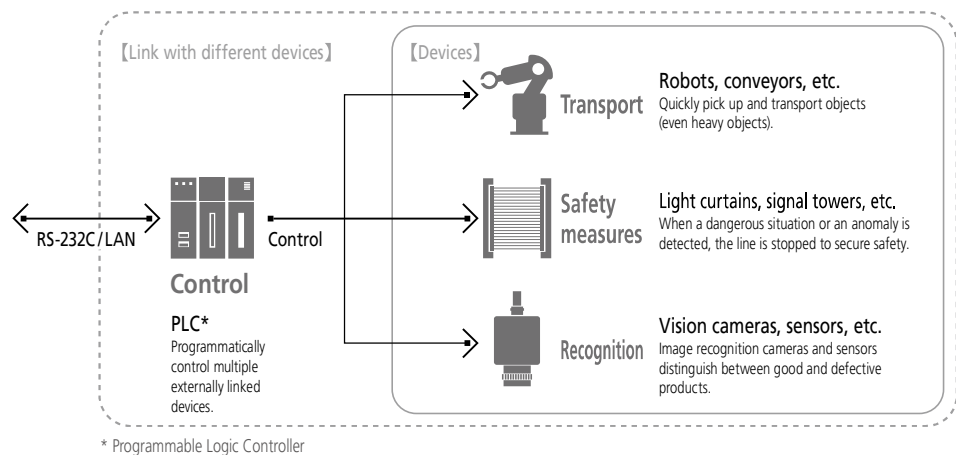 【Link with different devices】
【Devices】
Transport
Robots, conveyors, etc.
Quickly pick up and transport objects
(even heavy objects).
RS-232C/LAN
Control
PLC*
Programmatically
control multiple
externally linked
devices.
Control
Safety
measures
Light curtains, signal towers, etc.
When a dangerous situation or an anomaly is
detected, the line is stopped to secure safety.
Recognition
Vision cameras, sensors, etc.
Image recognition cameras and sensors
distinguish between good and defective
products.
* Programmable Logic Controller